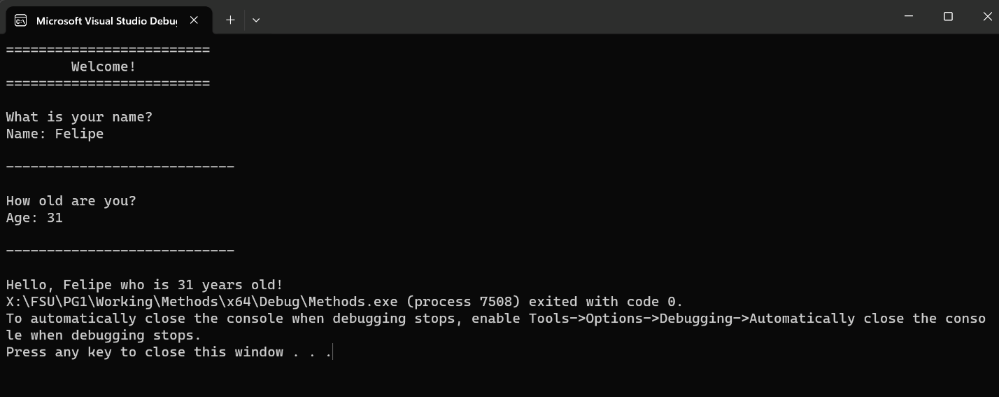 Microsoft Visual Studio Debu
=========================
        Welcome!
=========================
What is your name?
Name: Felipe
----------------------------
How old are you?
Age: 31
----------------------------
Hello, Felipe who is 31 years old!
X:\FSU\PG1\Working\Methods\x64\Debug\Methods.exe (process 7508) exited with code 0.
To automatically close the console when debugging stops, enable Tools->Options->Debugging->Automatically close the conso
le when debugging stops.
Press any key to close this window . . .